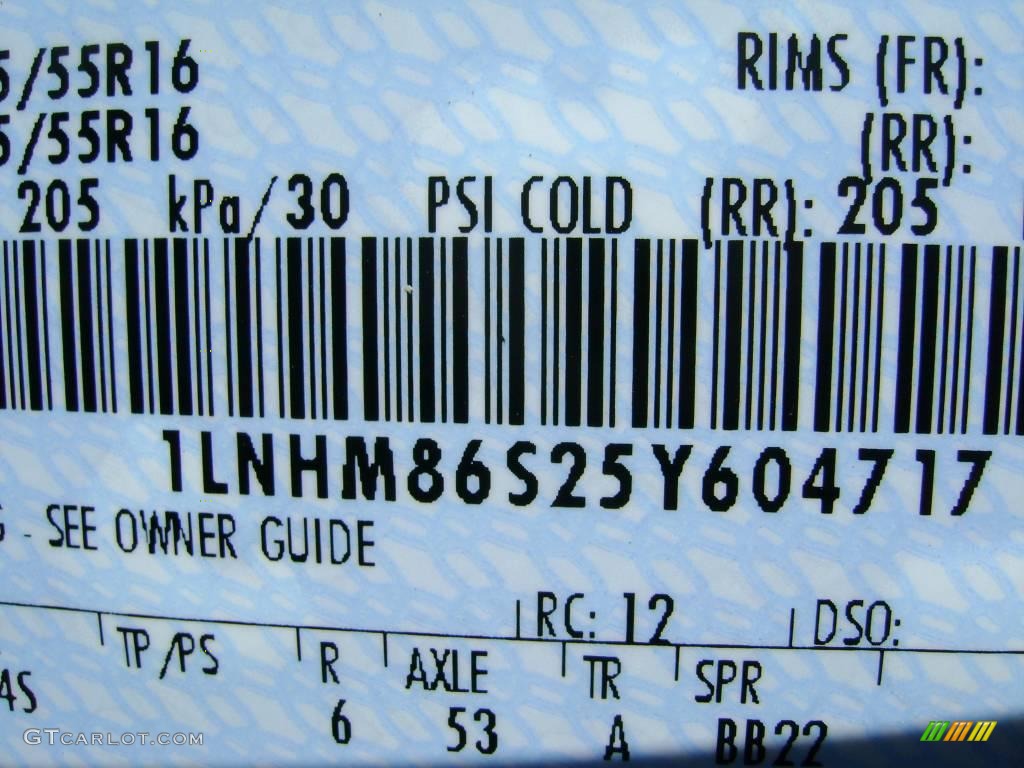 5/55R16 RIMS (FR):
5/55R16 (RR):
205 kPa/30 PSI COLD (RR): 205
1LNHM86S25Y604717
G - SEE OWNER GUIDE
RC: 12 DSO:
TP/PS R AXLE TR SPR
4S 6 53 A BB22
GTCARLOT.COM